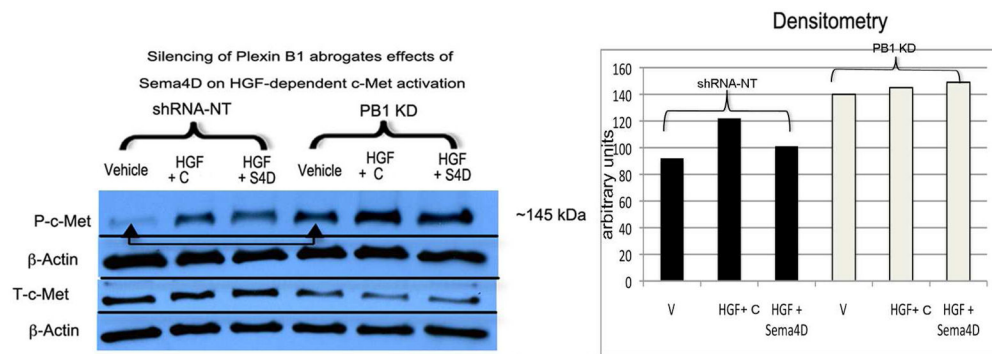 Silencing of Plexin B1 abrogates effects of
Sema4D on HGF-dependent c-Met activation
shRNA-NT
PB1 KD
Vehicle
HGF
+ C
HGF
+ S4D
Vehicle
HGF
+ C
HGF
+ S4D
P-c-Met
β-Actin
T-c-Met
β-Actin
~145 kDa
Densitometry
PB1 KD
shRNA-NT
arbitrary units
160
140
120
100
80
60
40
20
0
V
HGF+ C
HGF +
Sema4D
V
HGF+ C
HGF +
Sema4D